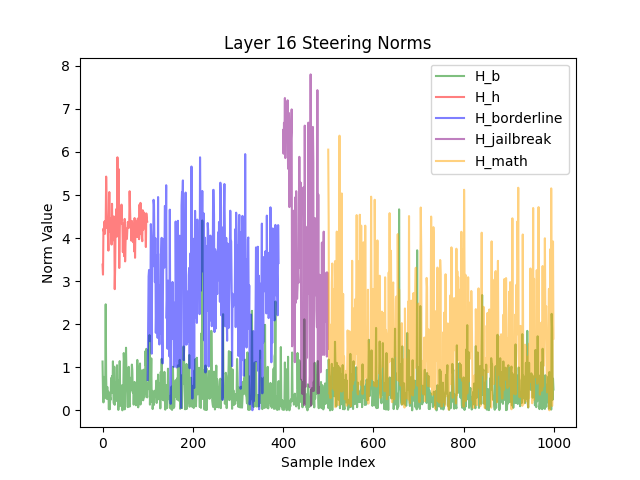 Layer 16 Steering Norms
8
7
6
5
4
3
2
1
0
Norm Value
H_b
H_h
H_borderline
H_jailbreak
H_math
0
200
400
600
800
1000
Sample Index